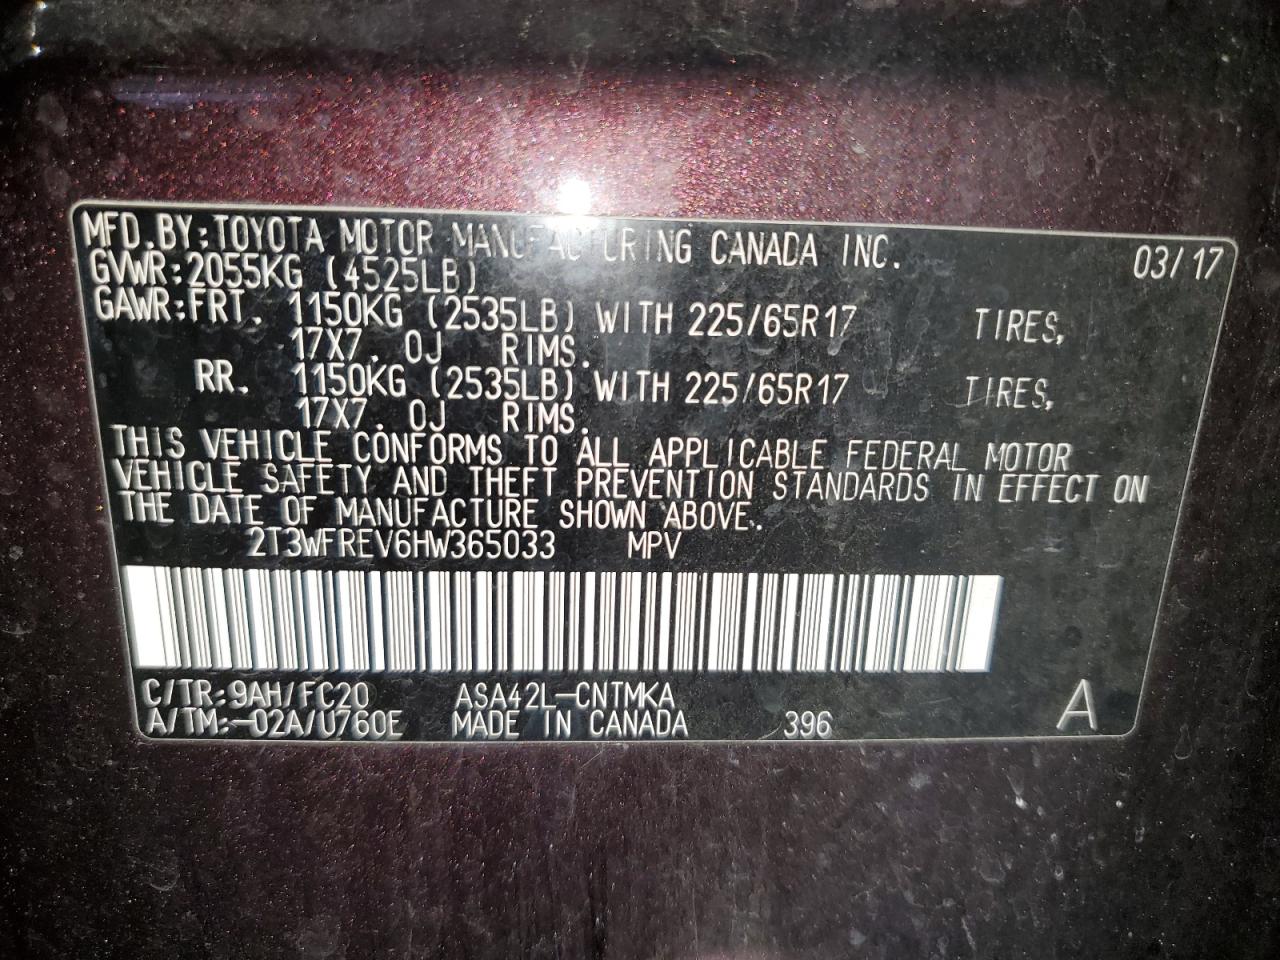 MFD.BY:TOYOTA MOTOR MANUFACTURING CANADA INC. 03/17
GVWR:2055KG (4525LB)
GAWR:FRT. 1150KG (2535LB) WITH 225/65R17 TIRES,
17X7.0J RIMS.
RR. 1150KG (2535LB) WITH 225/65R17 TIRES,
17X7.0J RIMS.
THIS VEHICLE CONFORMS TO ALL APPLICABLE FEDERAL MOTOR
VEHICLE SAFETY AND THEFT PREVENTION STANDARDS IN EFFECT ON
THE DATE OF MANUFACTURE SHOWN ABOVE.
2T3WFREV6HW365033 MPV
C/TR:9AH/FC20 ASA42L-CNTMKA A
A/TM:-02A/U760E MADE IN CANADA 396